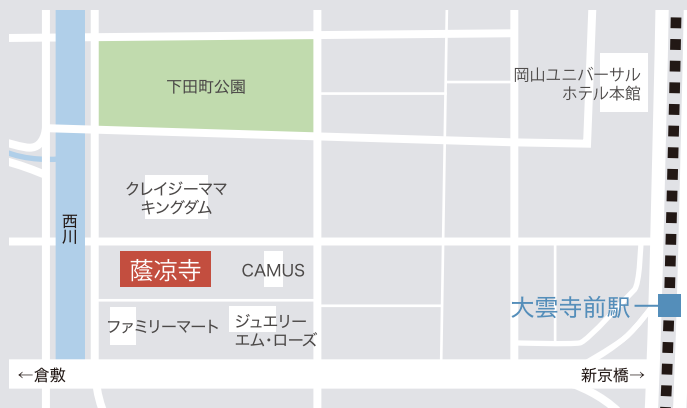 下田町公園
岡山ユニバーサル
ホテル本館
クレイジーママ
キングダム
西川
蔭凉寺
CAMUS
大雲寺前駅
ファミリーマート
ジュエリー
エム・ローズ
←倉敷
新京橋→